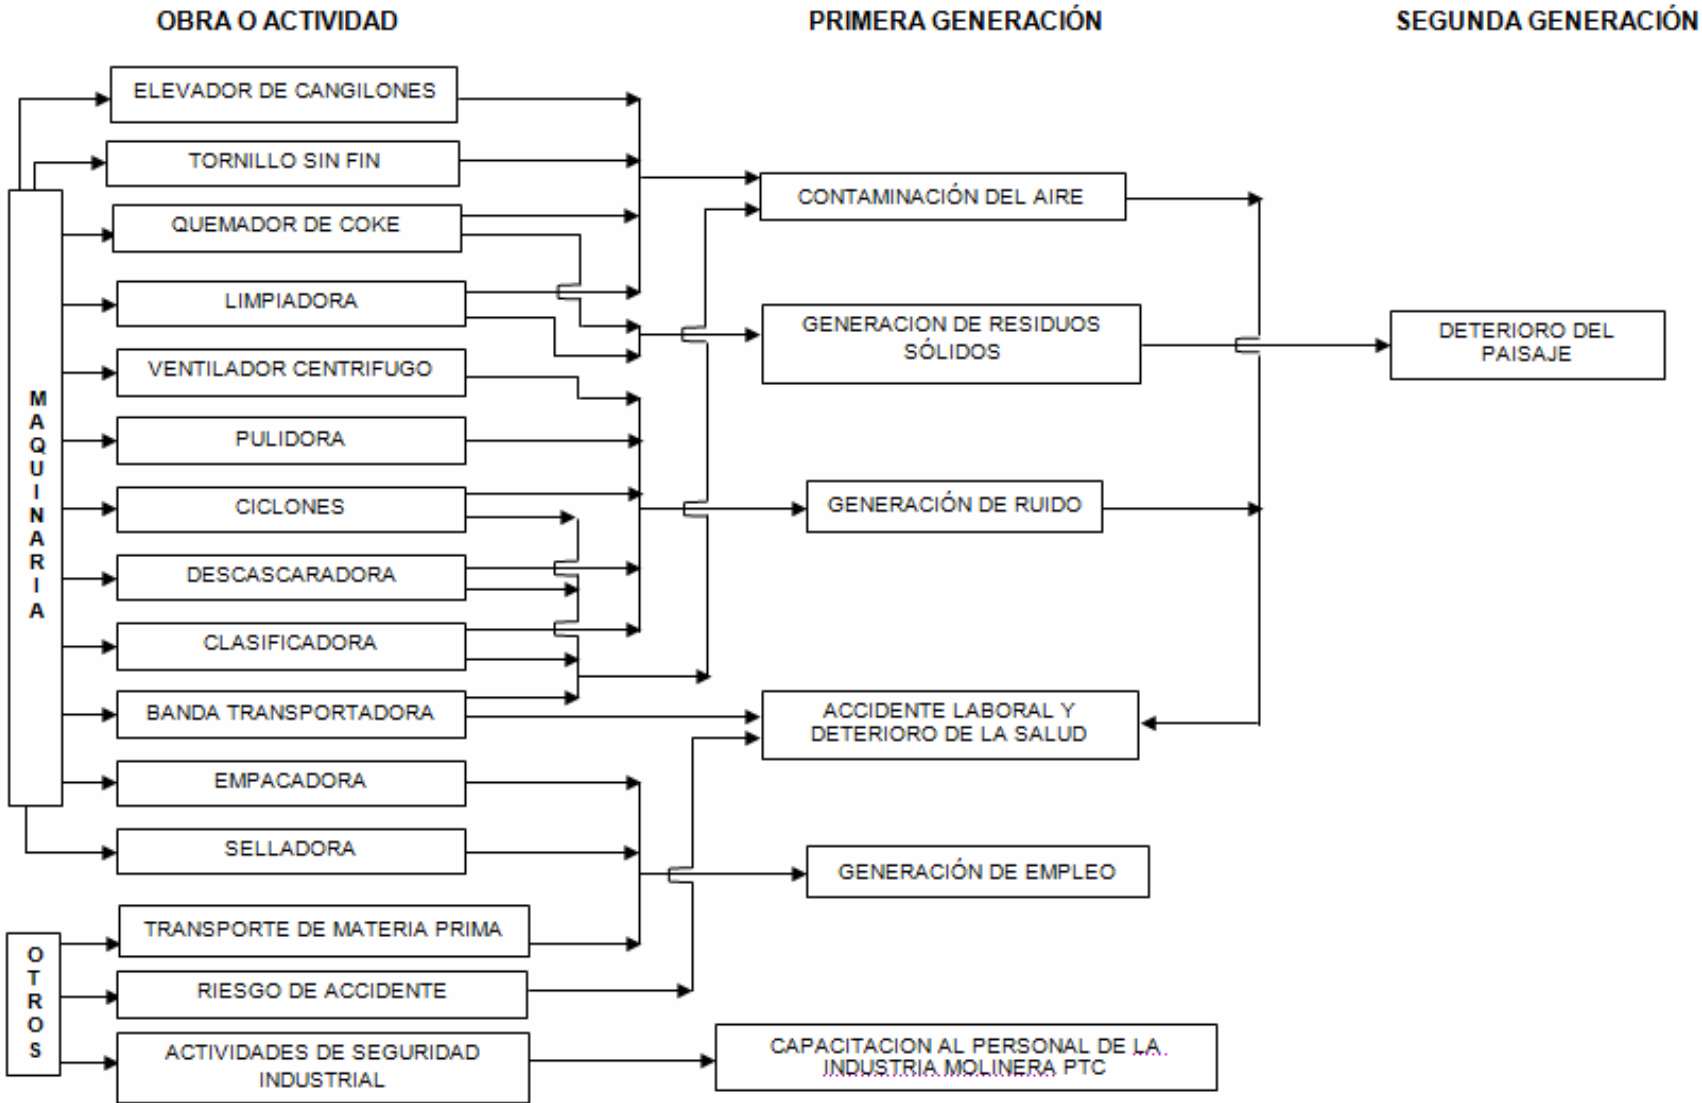 OBRA O ACTIVIDAD
PRIMERA GENERACIÓN
SEGUNDA GENERACIÓN
MAQUINARIA
ELEVADOR DE CANGILONES
TORNILLO SIN FIN
QUEMADOR DE COKE
LIMPIADORA
VENTILADOR CENTRIFUGO
PULIDORA
CICLONES
DESCASCARADORA
CLASIFICADORA
BANDA TRANSPORTADORA
EMPACADORA
SELLADORA
OTROS
TRANSPORTE DE MATERIA PRIMA
RIESGO DE ACCIDENTE
ACTIVIDADES DE SEGURIDAD
INDUSTRIAL
CONTAMINACIÓN DEL AIRE
GENERACION DE RESIDUOS
SÓLIDOS
GENERACIÓN DE RUIDO
ACCIDENTE LABORAL Y
DETERIORO DE LA SALUD
GENERACIÓN DE EMPLEO
CAPACITACION AL PERSONAL DE LA
INDUSTRIA MOLINERA PTC
DETERIORO DEL
PAISAJE